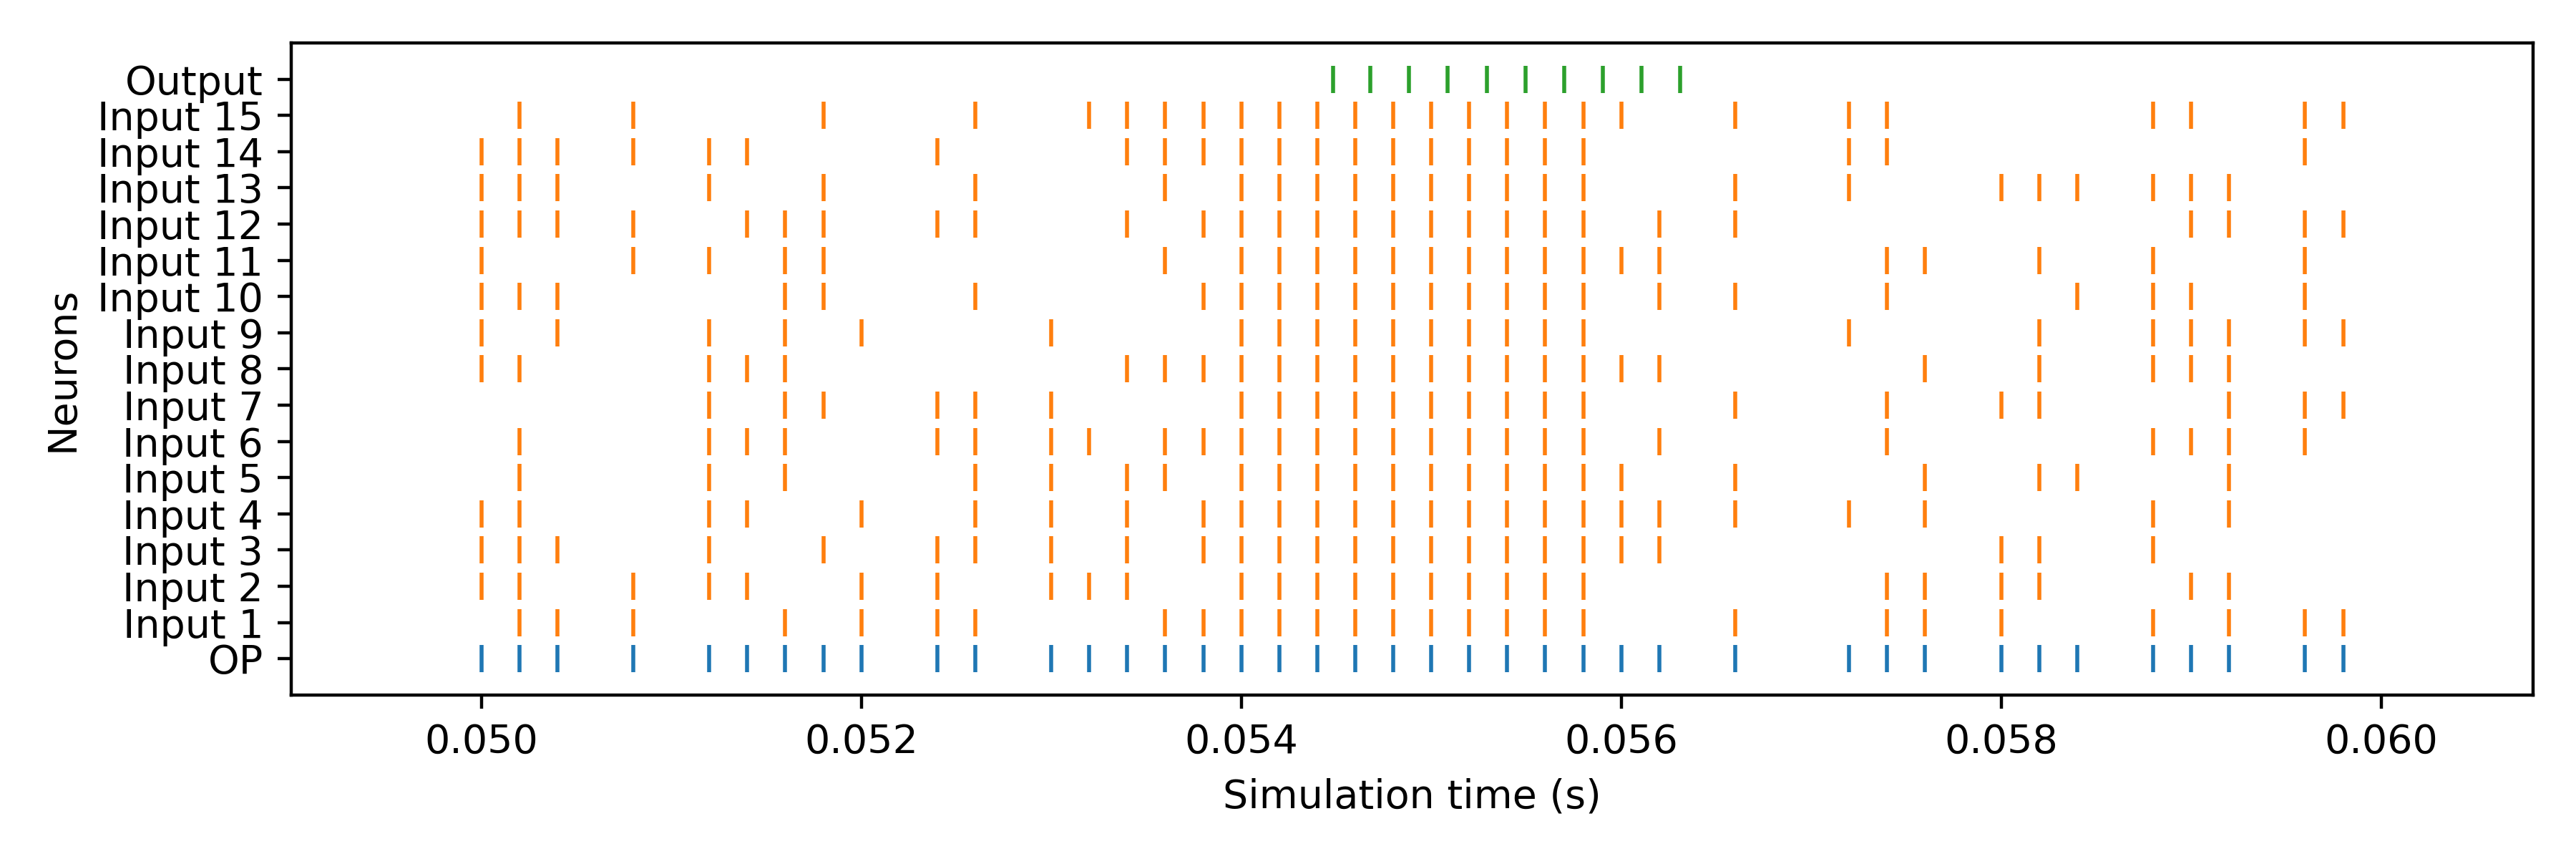 Output
Input 15
Input 14
Input 13
Input 12
Input 11
Input 10
Input 9
Input 8
Input 7
Input 6
Input 5
Input 4
Input 3
Input 2
Input 1
OP
Neurons
0.050 0.052 0.054 0.056 0.058 0.060
Simulation time (s)